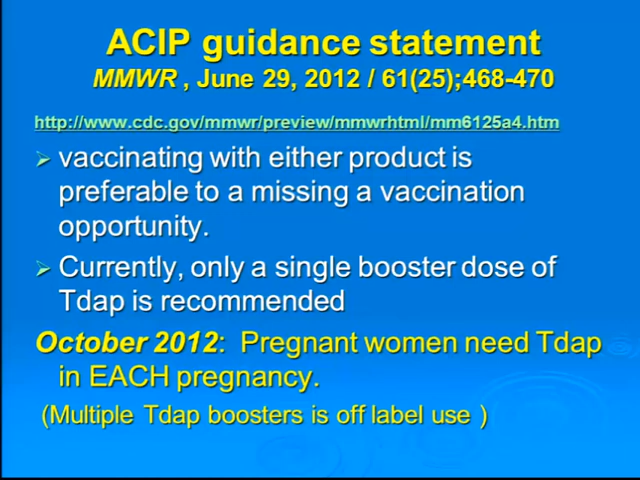 ACIP guidance statement
MMWR , June 29, 2012 / 61(25);468-470
http://www.cdc.gov/mmwr/preview/mmwrhtml/mm6125a4.htm
➢ vaccinating with either product is
preferable to a missing a vaccination
opportunity.
➢ Currently, only a single booster dose of
Tdap is recommended
October 2012: Pregnant women need Tdap
in EACH pregnancy.
(Multiple Tdap boosters is off label use )